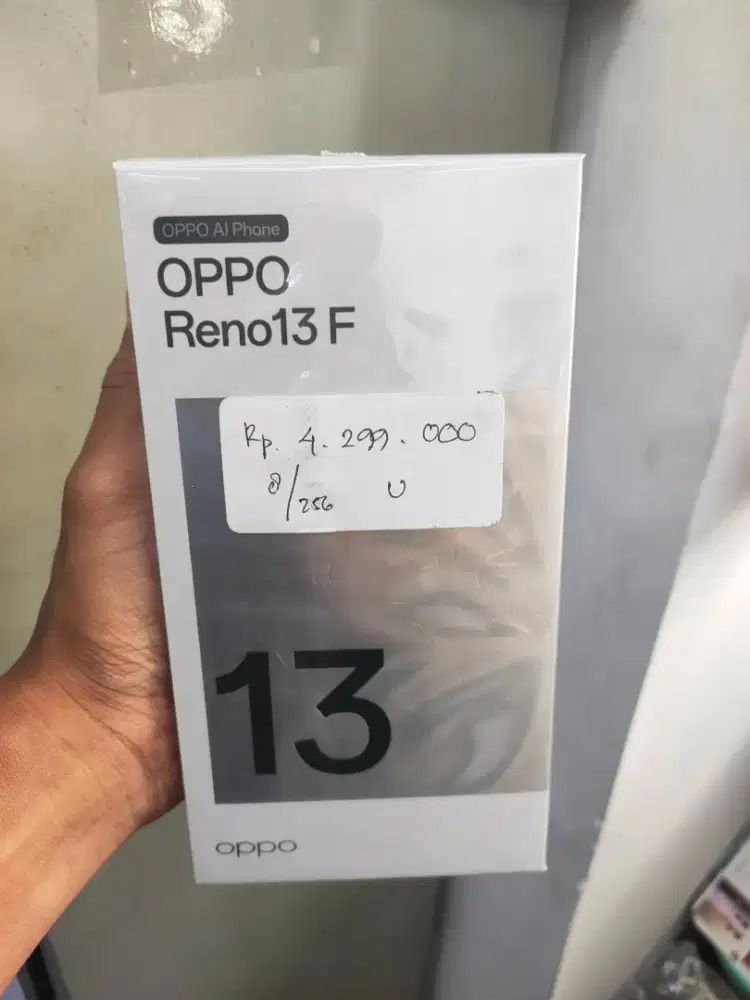 OPPO AI Phone
OPPO
Reno13 F
Rp. 4.299.000
8/256 U
13
oppo